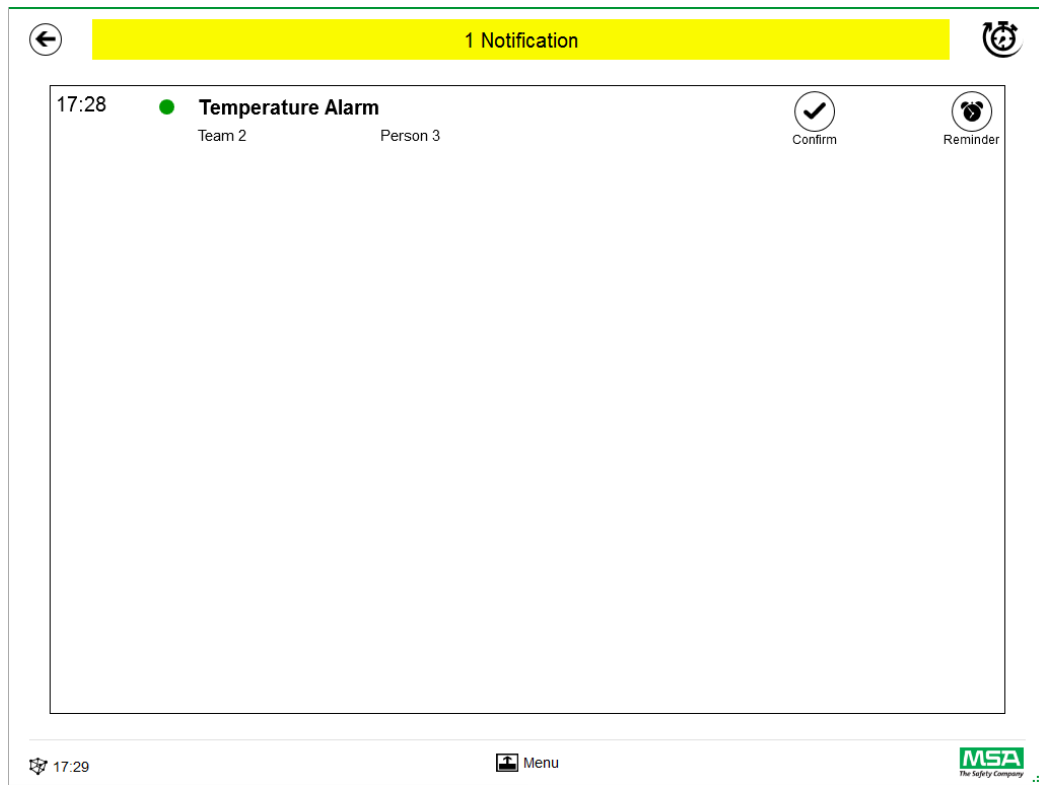 1 Notification
17:28 Temperature Alarm
Team 2 Person 3
Confirm Reminder
17:29 Menu MSA
The Safety Company